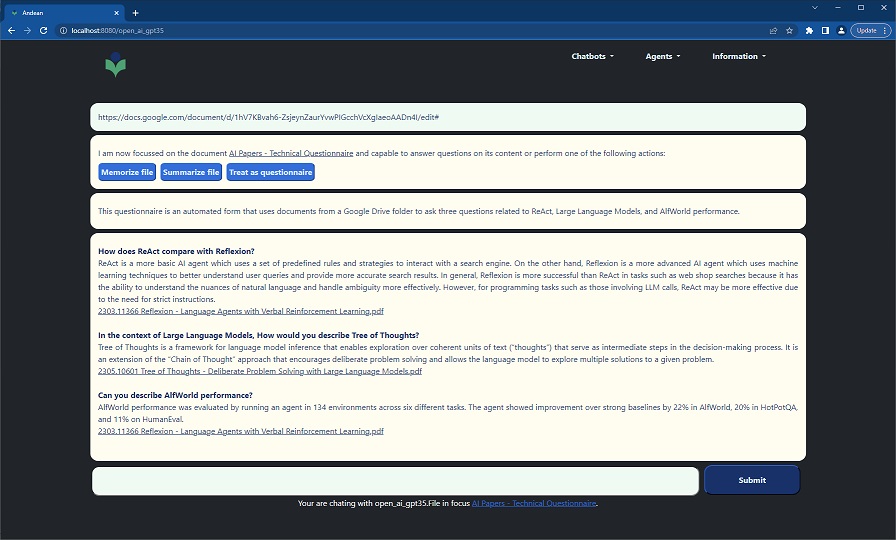 Andean
localhost:8080/open_ai_gpt35
Update
Chatbots
Agents
Information
https://docs.google.com/document/d/1hV7KBvah6-ZsjeynZaurYvwPIGcchVcXgIaeoAADn4I/edit#
I am now focussed on the document AI Papers - Technical Questionnaire and capable to answer questions on its content or perform one of the following actions:
Memorize file
Summarize file
Treat as questionnaire
This questionnaire is an automated form that uses documents from a Google Drive folder to ask three questions related to ReAct, Large Language Models, and AlfWorld performance.
How does ReAct compare with Reflexion?
ReAct is a more basic AI agent which uses a set of predefined rules and strategies to interact with a search engine. On the other hand, Reflexion is a more advanced AI agent which uses machine
learning techniques to better understand user queries and provide more accurate search results. In general, Reflexion is more successful than ReAct in tasks such as web shop searches because it has
the ability to understand the nuances of natural language and handle ambiguity more effectively. However, for programming tasks such as those involving LLM calls, ReAct may be more effective due
to the need for strict instructions.
2303.11366 Reflexion - Language Agents with Verbal Reinforcement Learning.pdf
In the context of Large Language Models, How would you describe Tree of Thoughts?
Tree of Thoughts is a framework for language model inference that enables exploration over coherent units of text ("thoughts") that serve as intermediate steps in the decision-making process. It is
an extension of the "Chain of Thought" approach that encourages deliberate problem solving and allows the language model to explore multiple solutions to a given problem.
2305.10601 Tree of Thoughts - Deliberate Problem Solving with Large Language Models.pdf
Can you describe AlfWorld performance?
AlfWorld performance was evaluated by running an agent in 134 environments across six different tasks. The agent showed improvement over strong baselines by 22% in AlfWorld, 20% in HotPotQA,
and 11% on HumanEval.
2303.11366 Reflexion - Language Agents with Verbal Reinforcement Learning.pdf
Submit
Your are chatting with open_ai_gpt35.File in focus AI Papers - Technical Questionnaire.